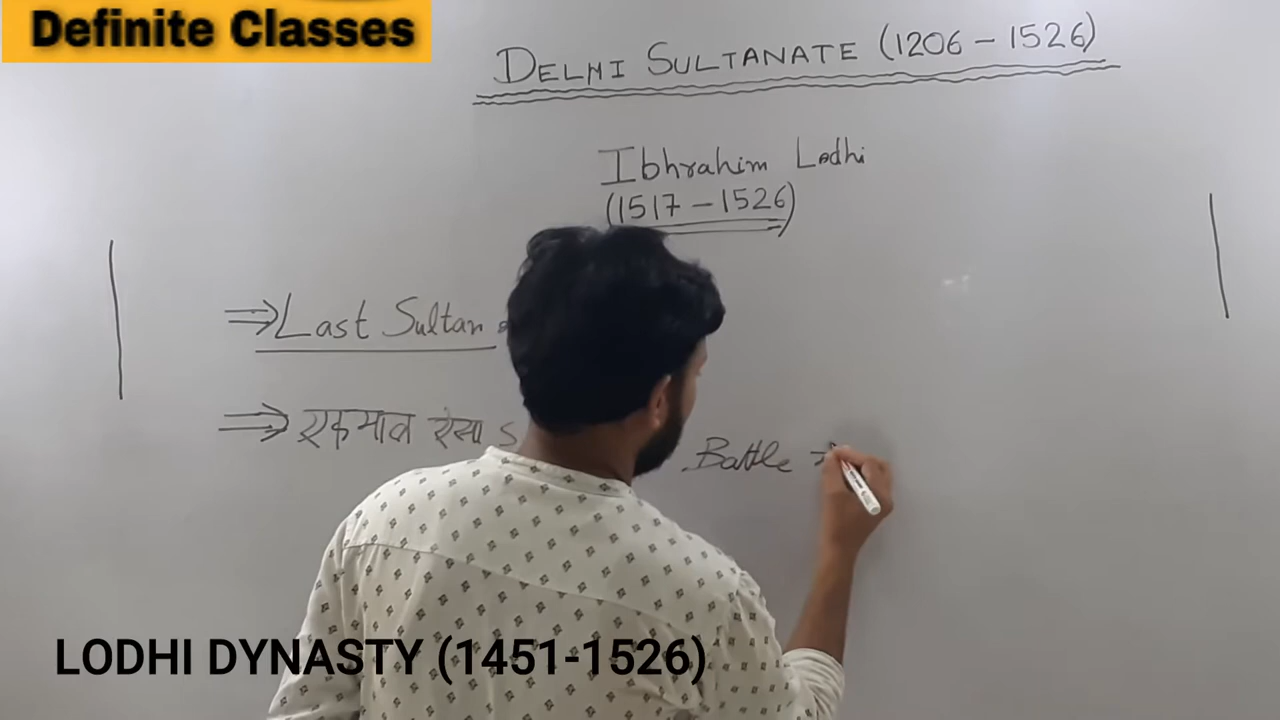 Definite Classes
DELHI SULTANATE (1206 – 1526)
Ibhrahim Lodhi
(1517 – 1526)
⇒ Last Sultan
⇒ एकमात्र ऐसा S
Battle
LODHI DYNASTY (1451-1526)